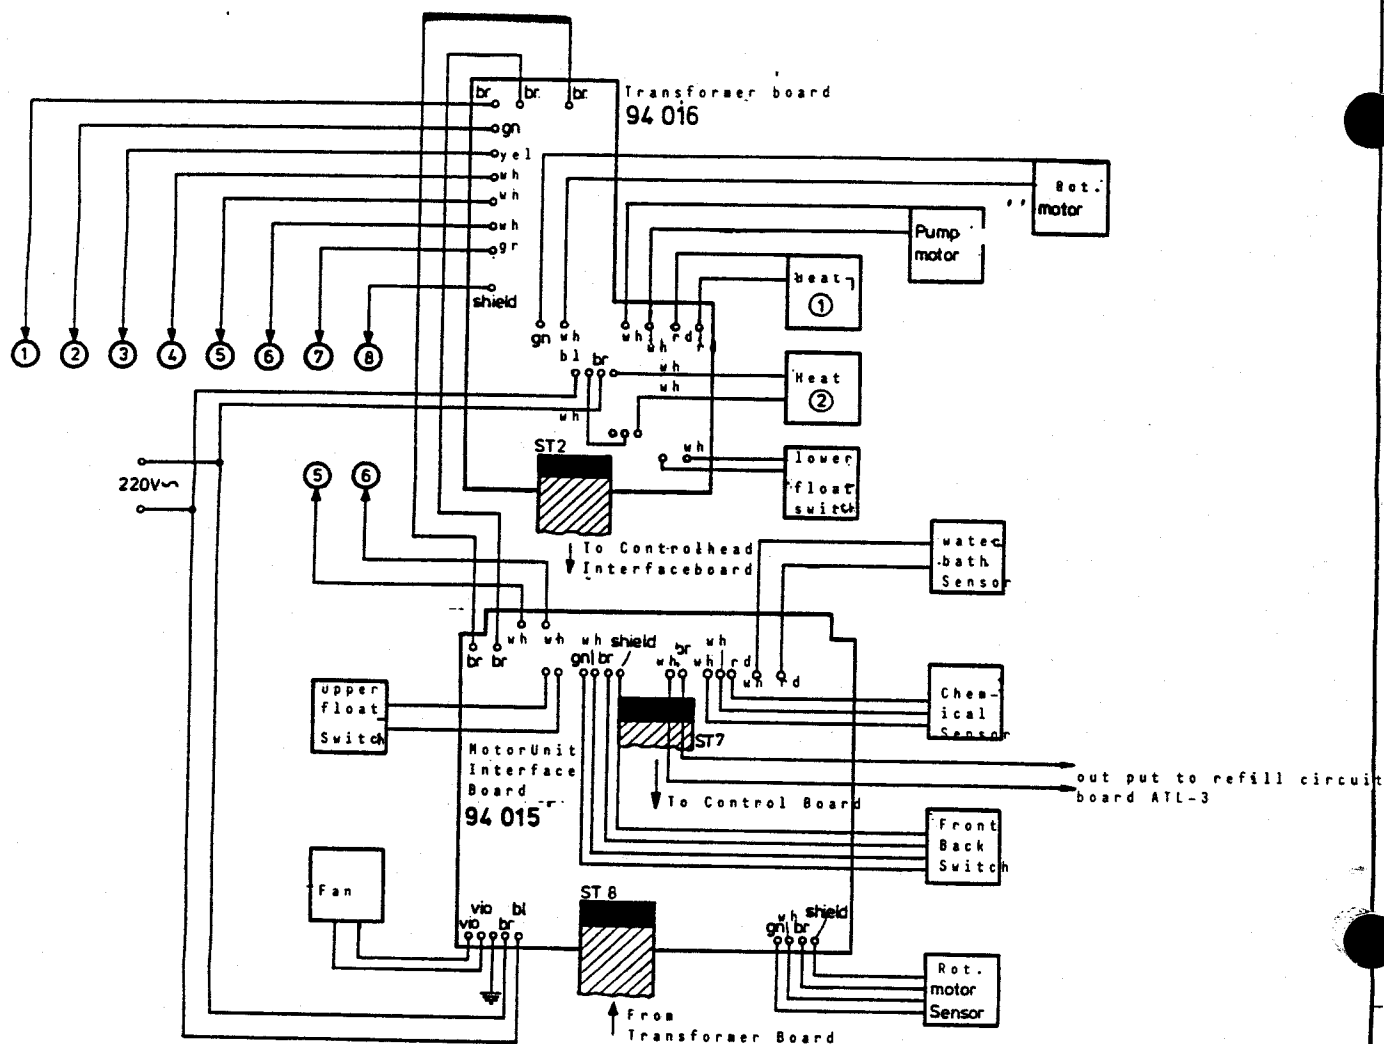 br
br.
br.
Transformer board
94 016
gn
yel
wh
wh
wh
gr
shield
1
2
3
4
5
6
7
8
Rot.
motor
Pump
motor
Heat
1
gn
wh
wh
wh
rd
rd
bl
br
wh
wh
Heat
2
wh
ST2
wh
lower
float
switch
220V~
5
6
To Controlhead
Interfaceboard
water
bath
Sensor
wh
wh
wh
shield
br
br
gn
br
wh
br
wh
wh
rd
wh
rd
upper
float
Switch
Chem-
ical
Sensor
ST7
MotorUnit
Interface
Board
94 015
To Control Board
out put to refill circuit
board ATL-3
Front
Back
Switch
Fan
ST 8
vio
vio
br
bl
gn
wh
br
shield
Rot.
motor
Sensor
From
Transformer Board